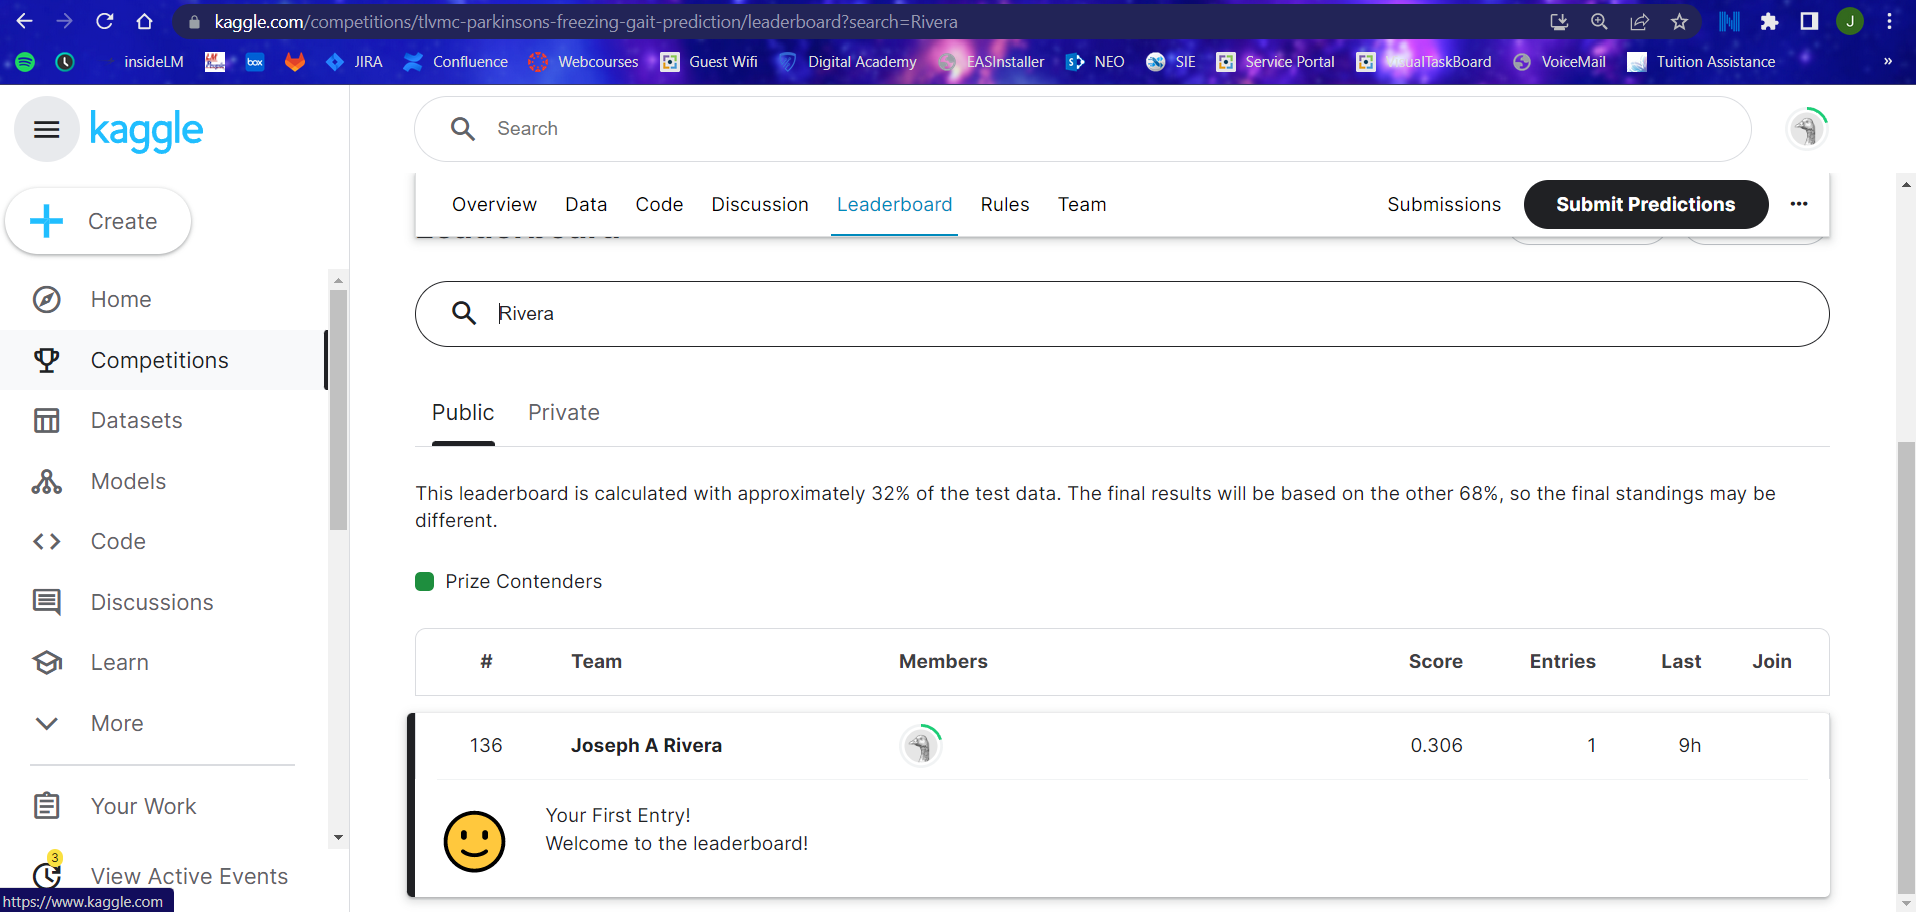 kaggle.com/competitions/tlvmc-parkinsons-freezing-gait-prediction/leaderboard?search=Rivera
J
insideLM
LM
People
box
JIRA
Confluence
Webcourses
Guest Wifi
Digital Academy
EASInstaller
S
NEO
SIE
Service Portal
VisualTaskBoard
VoiceMail
Tuition Assistance
»
kaggle
Search
Create
Overview
Data
Code
Discussion
Leaderboard
Rules
Team
Submissions
Submit Predictions
Leaderboard
Home
Competitions
Datasets
Models
Code
Discussions
Learn
More
Your Work
3
View Active Events
https://www.kaggle.com
Rivera
Public
Private
This leaderboard is calculated with approximately 32% of the test data. The final results will be based on the other 68%, so the final standings may be
different.
Prize Contenders
# Team Members Score Entries Last Join
136 Joseph A Rivera 0.306 1 9h
Your First Entry!
Welcome to the leaderboard!